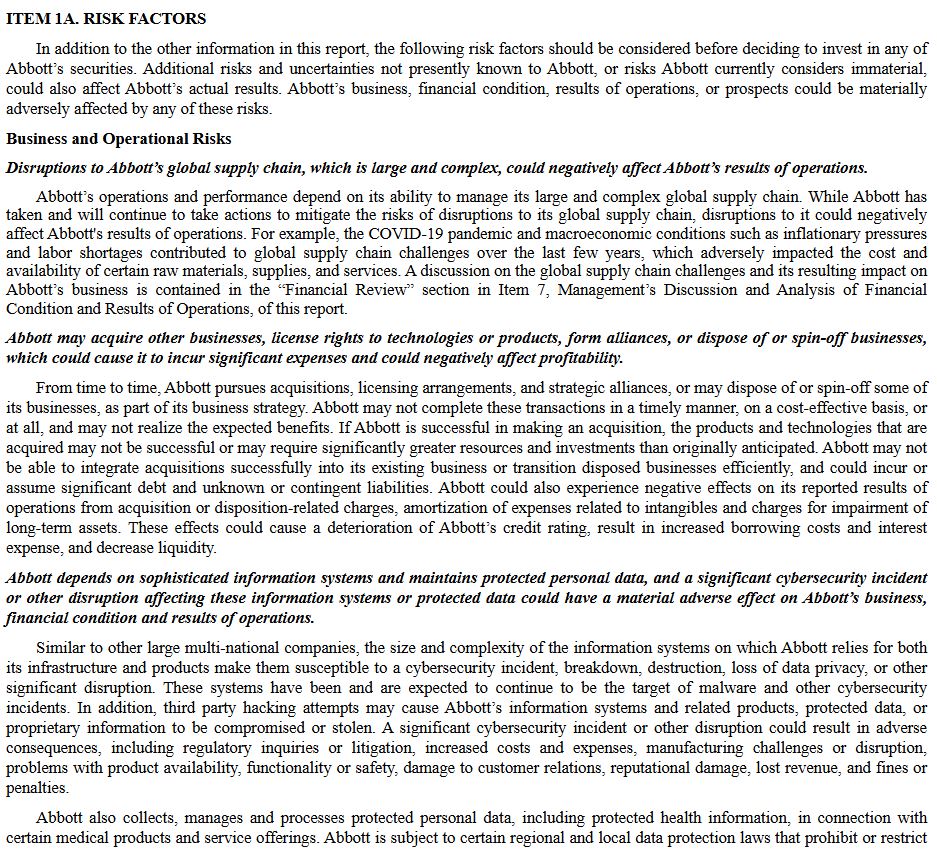 ITEM 1A. RISK FACTORS
In addition to the other information in this report, the following risk factors should be considered before deciding to invest in any of
Abbott’s securities. Additional risks and uncertainties not presently known to Abbott, or risks Abbott currently considers immaterial,
could also affect Abbott’s actual results. Abbott’s business, financial condition, results of operations, or prospects could be materially
adversely affected by any of these risks.
Business and Operational Risks
Disruptions to Abbott’s global supply chain, which is large and complex, could negatively affect Abbott’s results of operations.
Abbott’s operations and performance depend on its ability to manage its large and complex global supply chain. While Abbott has
taken and will continue to take actions to mitigate the risks of disruptions to its global supply chain, disruptions to it could negatively
affect Abbott's results of operations. For example, the COVID-19 pandemic and macroeconomic conditions such as inflationary pressures
and labor shortages contributed to global supply chain challenges over the last few years, which adversely impacted the cost and
availability of certain raw materials, supplies, and services. A discussion on the global supply chain challenges and its resulting impact on
Abbott’s business is contained in the “Financial Review” section in Item 7, Management’s Discussion and Analysis of Financial
Condition and Results of Operations, of this report.
Abbott may acquire other businesses, license rights to technologies or products, form alliances, or dispose of or spin-off businesses,
which could cause it to incur significant expenses and could negatively affect profitability.
From time to time, Abbott pursues acquisitions, licensing arrangements, and strategic alliances, or may dispose of or spin-off some of
its businesses, as part of its business strategy. Abbott may not complete these transactions in a timely manner, on a cost-effective basis, or
at all, and may not realize the expected benefits. If Abbott is successful in making an acquisition, the products and technologies that are
acquired may not be successful or may require significantly greater resources and investments than originally anticipated. Abbott may not
be able to integrate acquisitions successfully into its existing business or transition disposed businesses efficiently, and could incur or
assume significant debt and unknown or contingent liabilities. Abbott could also experience negative effects on its reported results of
operations from acquisition or disposition-related charges, amortization of expenses related to intangibles and charges for impairment of
long-term assets. These effects could cause a deterioration of Abbott’s credit rating, result in increased borrowing costs and interest
expense, and decrease liquidity.
Abbott depends on sophisticated information systems and maintains protected personal data, and a significant cybersecurity incident
or other disruption affecting these information systems or protected data could have a material adverse effect on Abbott’s business,
financial condition and results of operations.
Similar to other large multi-national companies, the size and complexity of the information systems on which Abbott relies for both
its infrastructure and products make them susceptible to a cybersecurity incident, breakdown, destruction, loss of data privacy, or other
significant disruption. These systems have been and are expected to continue to be the target of malware and other cybersecurity
incidents. In addition, third party hacking attempts may cause Abbott’s information systems and related products, protected data, or
proprietary information to be compromised or stolen. A significant cybersecurity incident or other disruption could result in adverse
consequences, including regulatory inquiries or litigation, increased costs and expenses, manufacturing challenges or disruption,
problems with product availability, functionality or safety, damage to customer relations, reputational damage, lost revenue, and fines or
penalties.
Abbott also collects, manages and processes protected personal data, including protected health information, in connection with
certain medical products and service offerings. Abbott is subject to certain regional and local data protection laws that prohibit or restrict